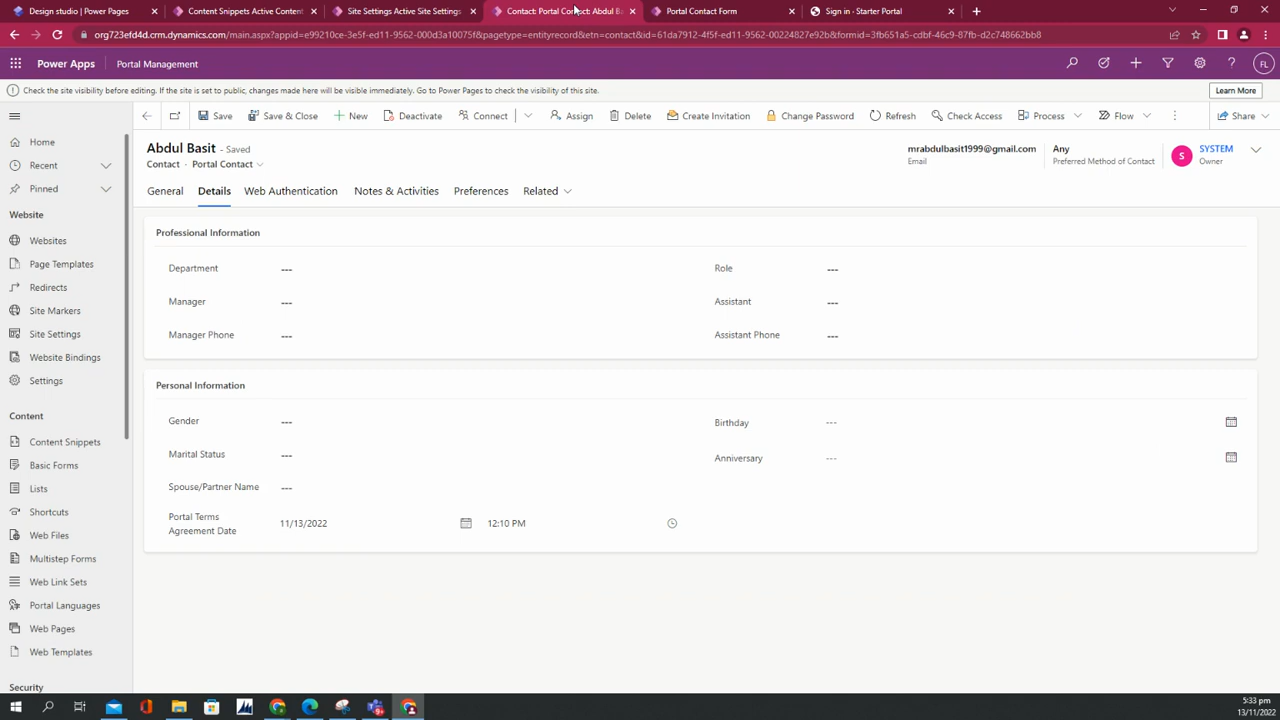 Design studio | Power Pages
Content Snippets Active Content
Site Settings Active Site Settings
Contact: Portal Contact: Abdul B
Portal Contact Form
Sign in - Starter Portal
org723efd4d.crm.dynamics.com/main.aspx?appid=e99210ce-3e5f-ed11-9562-000d3a10075f&pagetype=entityrecord&etn=contact&id=61da7912-4f5f-ed11-9562-00224827e92b&formid=3fb651a5-cdbf-46c9-87fb-d2c748662bb8
Power Apps
Portal Management
FL
Check the site visibility before editing. If the site is set to public, changes made here will be visible immediately. Go to Power Pages to check the visibility of this site.
Learn More
Save
Save & Close
New
Deactivate
Connect
Assign
Delete
Create Invitation
Change Password
Refresh
Check Access
Process
Flow
Share
Abdul Basit - Saved
Contact · Portal Contact
mrabdulbasit1999@gmail.com
Email
Any
Preferred Method of Contact
S
SYSTEM
Owner
General
Details
Web Authentication
Notes & Activities
Preferences
Related
Home
Recent
Pinned
Website
Websites
Page Templates
Redirects
Site Markers
Site Settings
Website Bindings
Settings
Content
Content Snippets
Basic Forms
Lists
Shortcuts
Web Files
Multistep Forms
Web Link Sets
Portal Languages
Web Pages
Web Templates
Security
Professional Information
Department ---
Role ---
Manager ---
Assistant ---
Manager Phone ---
Assistant Phone ---
Personal Information
Gender ---
Birthday ---
Marital Status ---
Anniversary ---
Spouse/Partner Name ---
Portal Terms
Agreement Date
11/13/2022
12:10 PM
5:33 pm
13/11/2022